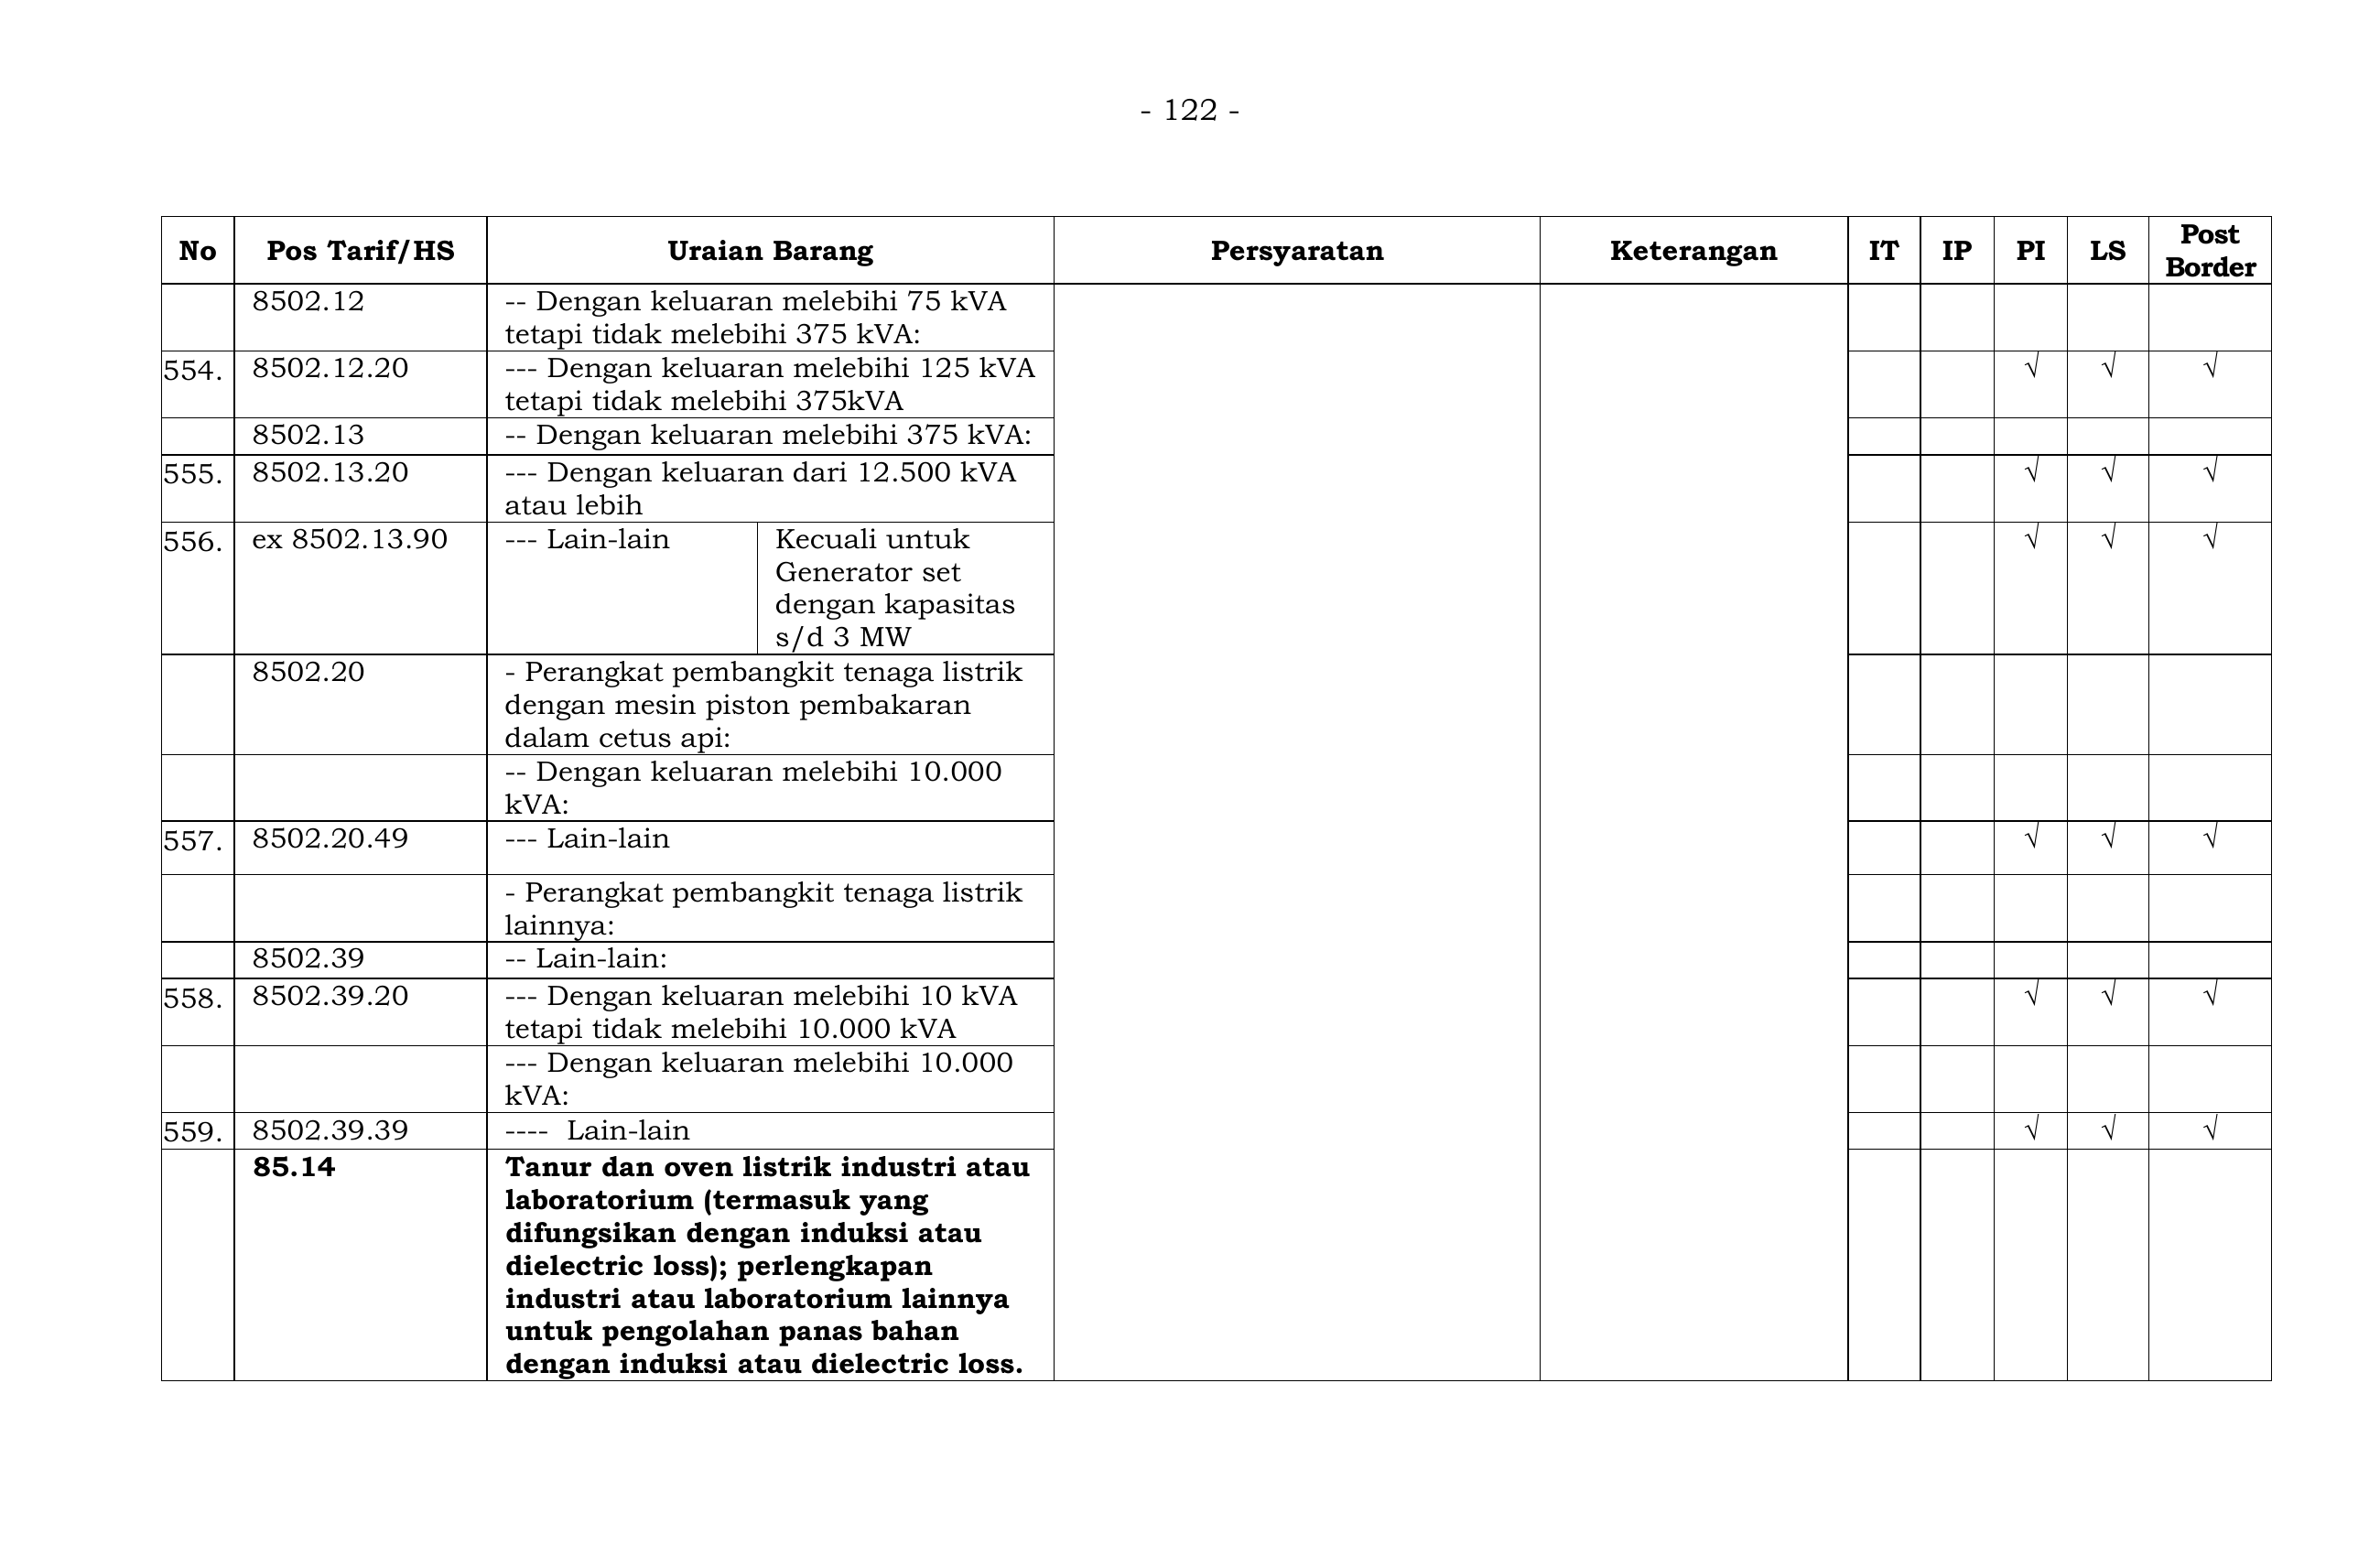 - 122 -
No Pos Tarif/HS Uraian Barang Persyaratan Keterangan IT IP PI LS Post Border
8502.12 -- Dengan keluaran melebihi 75 kVA
tetapi tidak melebihi 375 kVA:
554. 8502.12.20 --- Dengan keluaran melebihi 125 kVA √ √ √
tetapi tidak melebihi 375kVA
8502.13 -- Dengan keluaran melebihi 375 kVA:
555. 8502.13.20 --- Dengan keluaran dari 12.500 kVA √ √ √
atau lebih
556. ex 8502.13.90 --- Lain-lain Kecuali untuk √ √ √
Generator set
dengan kapasitas
s/d 3 MW
8502.20 - Perangkat pembangkit tenaga listrik
dengan mesin piston pembakaran
dalam cetus api:
-- Dengan keluaran melebihi 10.000
kVA:
557. 8502.20.49 --- Lain-lain √ √ √
- Perangkat pembangkit tenaga listrik
lainnya:
8502.39 -- Lain-lain:
558. 8502.39.20 --- Dengan keluaran melebihi 10 kVA √ √ √
tetapi tidak melebihi 10.000 kVA
--- Dengan keluaran melebihi 10.000
kVA:
559. 8502.39.39 ---- Lain-lain √ √ √
85.14 Tanur dan oven listrik industri atau
laboratorium (termasuk yang
difungsikan dengan induksi atau
dielectric loss); perlengkapan
industri atau laboratorium lainnya
untuk pengolahan panas bahan
dengan induksi atau dielectric loss.